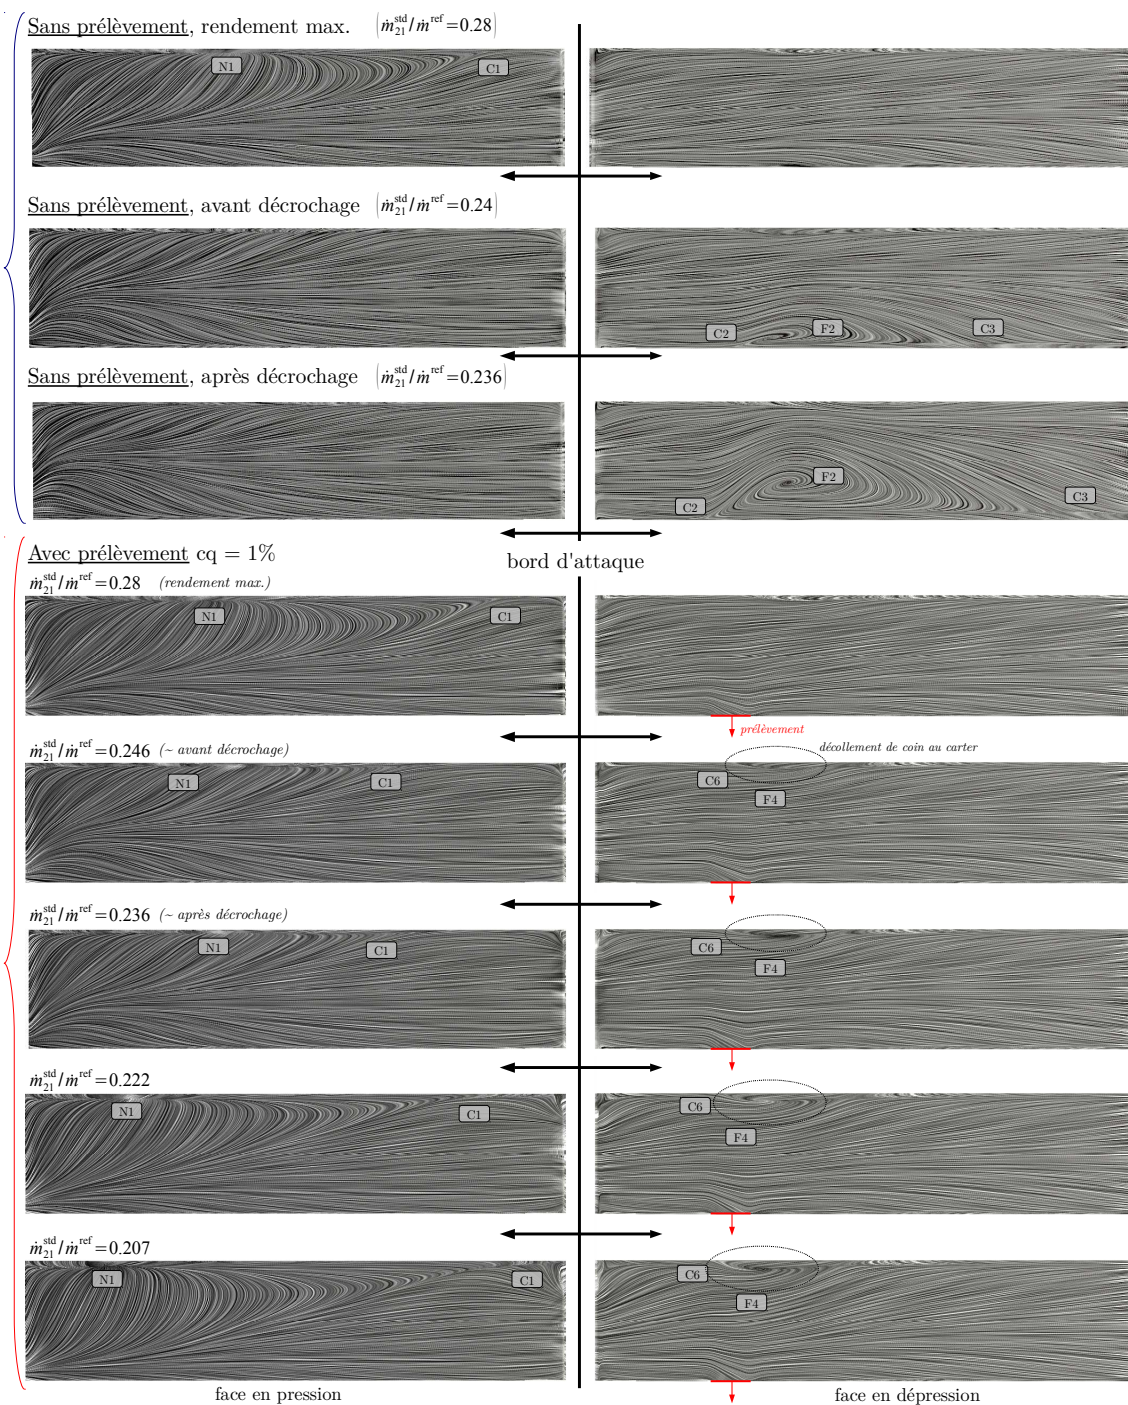 Sans prélèvement, rendement max. (ṁ₂₁ˢᵗᵈ/ṁʳᵉᶠ=0.28)
N1 C1
Sans prélèvement, avant décrochage (ṁ₂₁ˢᵗᵈ/ṁʳᵉᶠ=0.24)
C2 F2 C3
Sans prélèvement, après décrochage (ṁ₂₁ˢᵗᵈ/ṁʳᵉᶠ=0.236)
C2 F2 C3
Avec prélèvement cq = 1% bord d'attaque
ṁ₂₁ˢᵗᵈ/ṁʳᵉᶠ=0.28 (rendement max.)
N1 C1
prélèvement
ṁ₂₁ˢᵗᵈ/ṁʳᵉᶠ=0.246 (~ avant décrochage) décollement de coin au carter
N1 C1 C6 F4
ṁ₂₁ˢᵗᵈ/ṁʳᵉᶠ=0.236 (~ après décrochage)
N1 C1 C6 F4
ṁ₂₁ˢᵗᵈ/ṁʳᵉᶠ=0.222
N1 C1 C6 F4
ṁ₂₁ˢᵗᵈ/ṁʳᵉᶠ=0.207
N1 C1 C6 F4
face en pression face en dépression